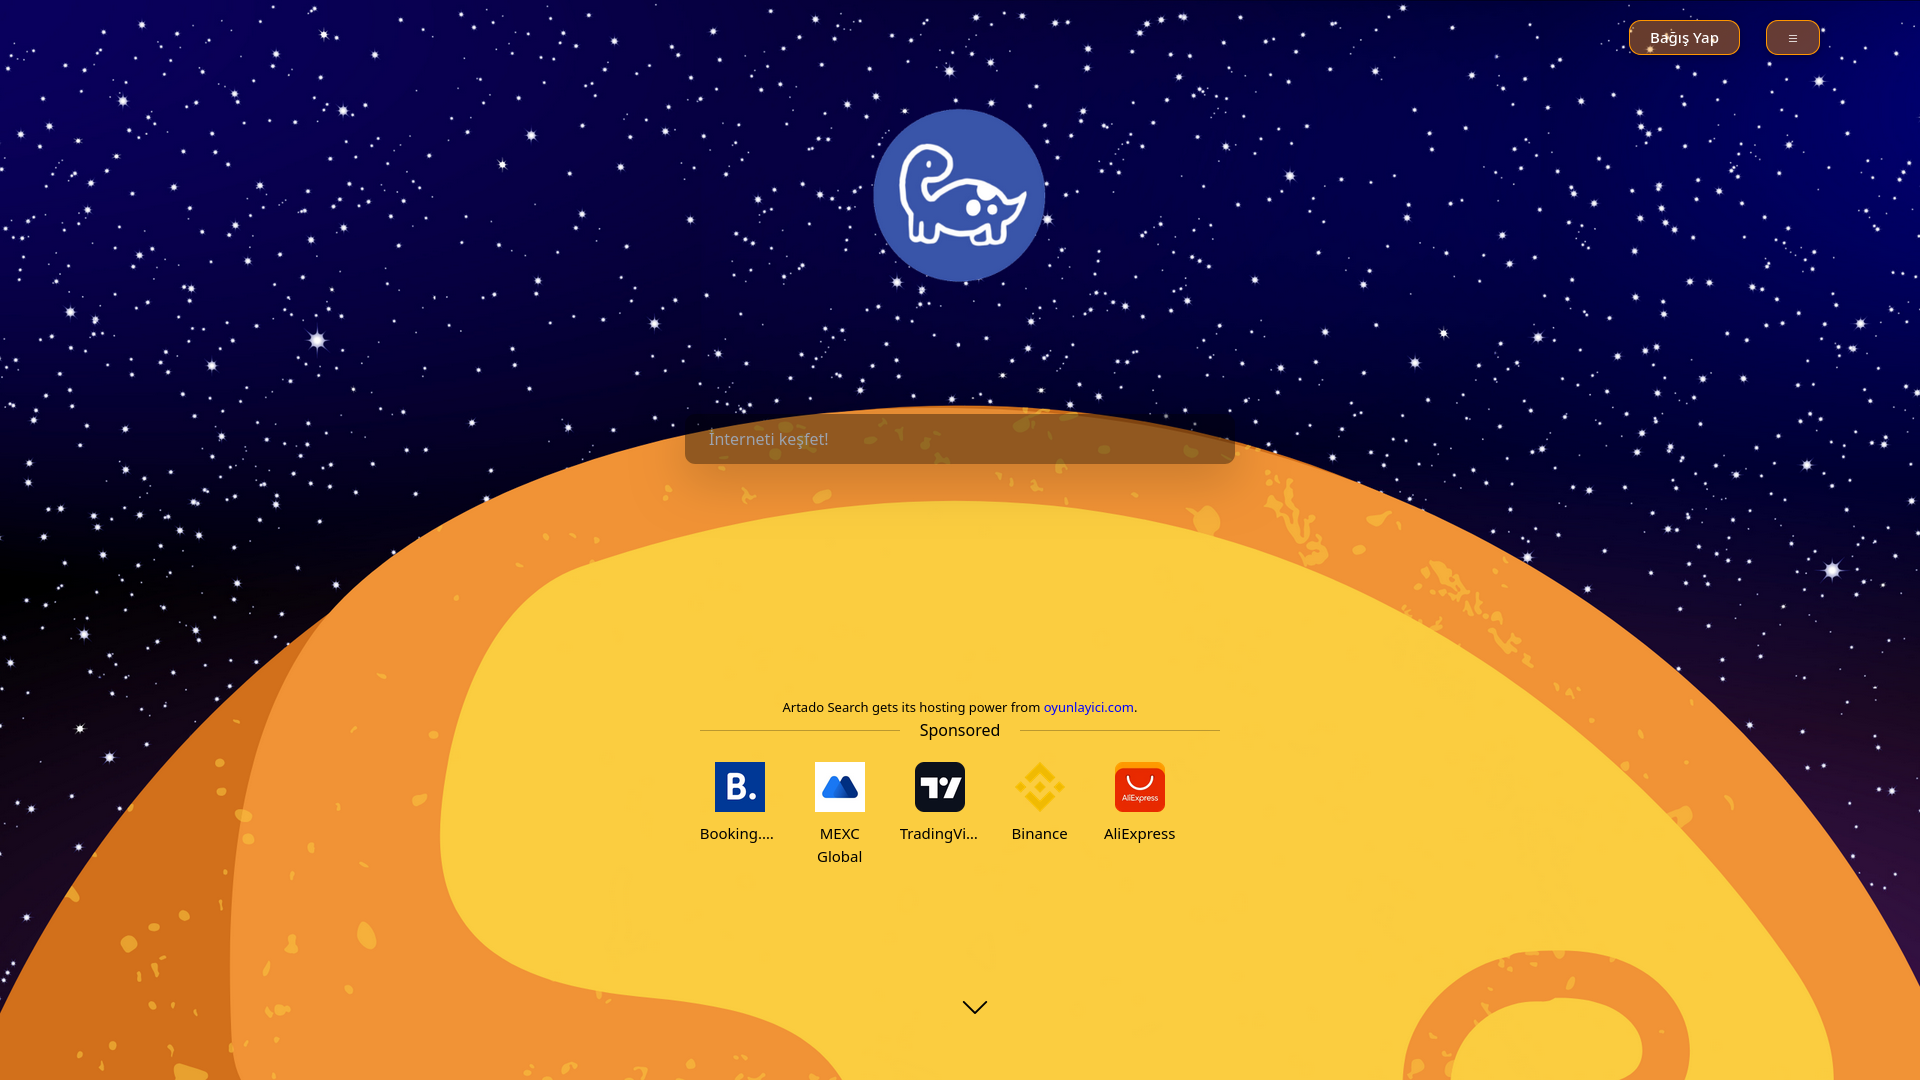 Bağış Yap
İnterneti keşfet!
Artado Search gets its hosting power from oyunlayici.com.
Sponsored
B.
AliExpress
Booking....
MEXC Global
TradingVi...
Binance
AliExpress